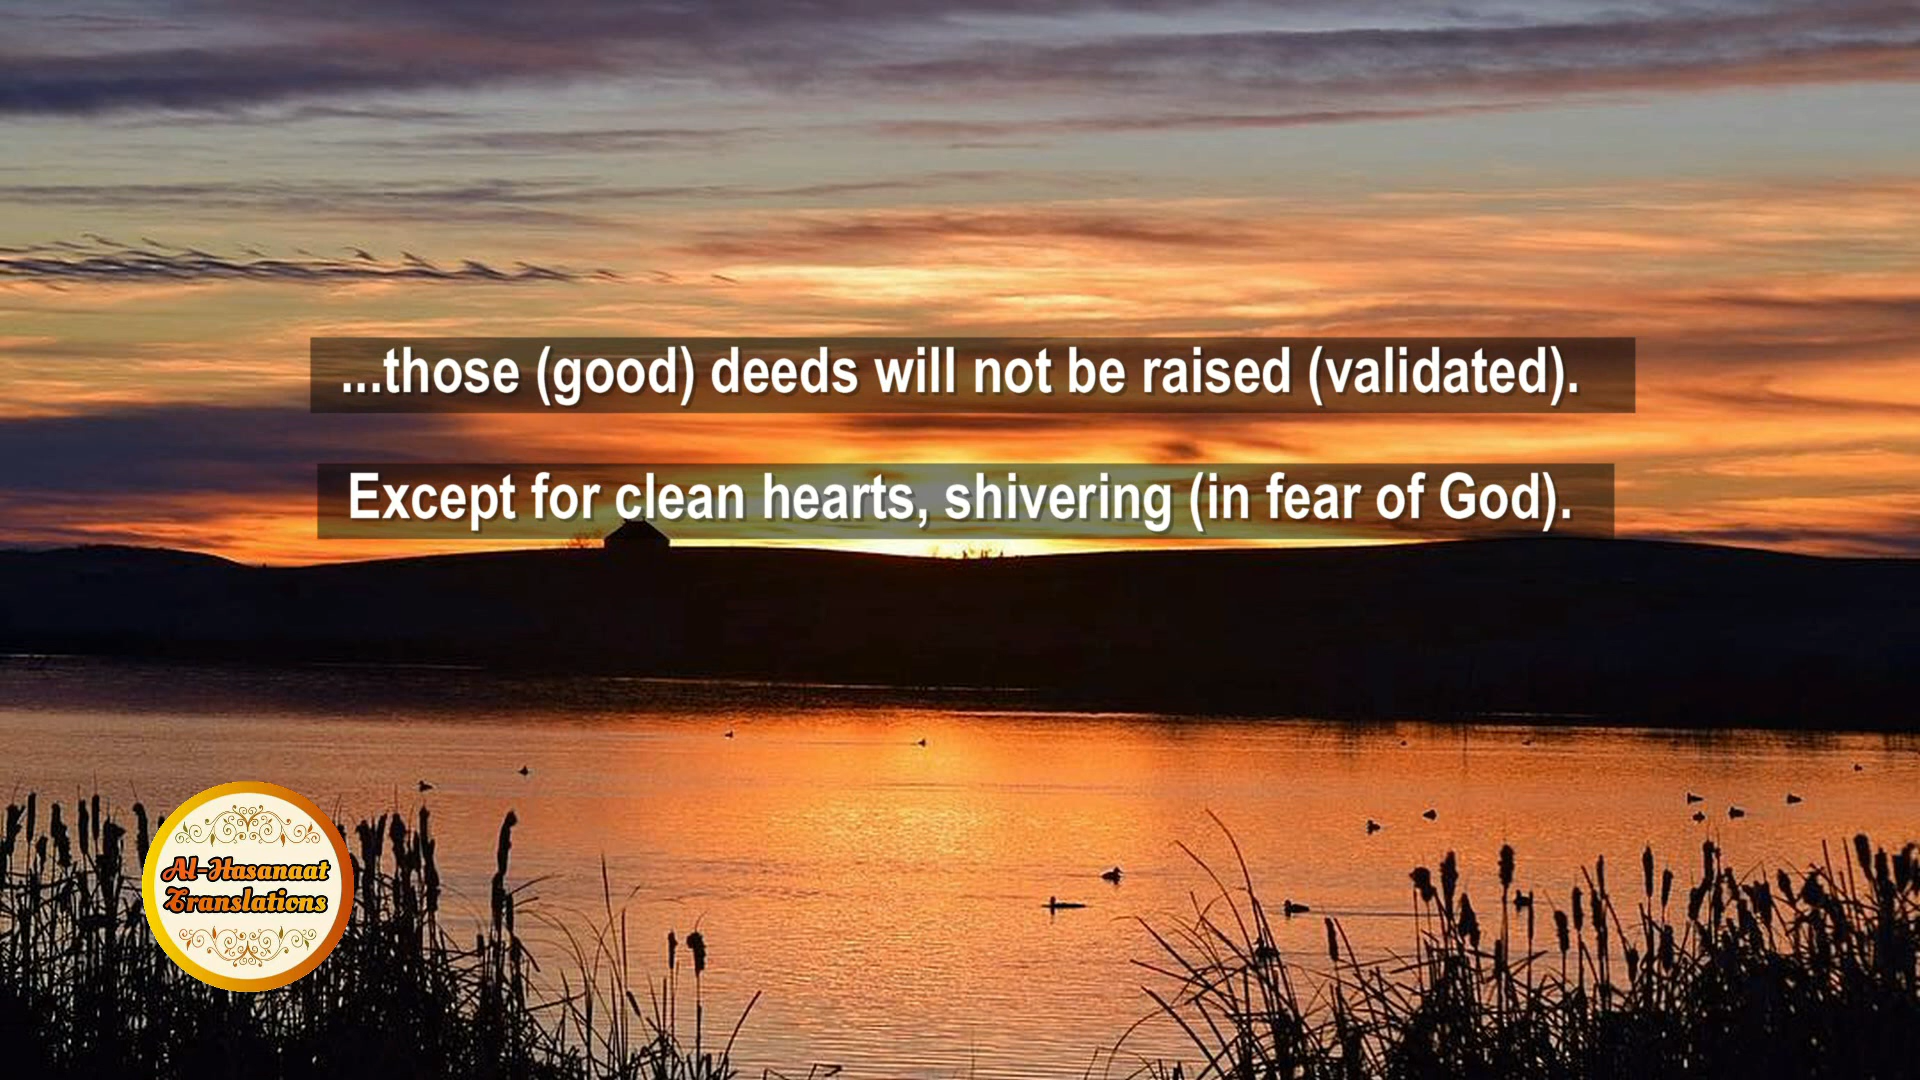 ...those (good) deeds will not be raised (validated).
Except for clean hearts, shivering (in fear of God).
Al-Hasanaat
Translations